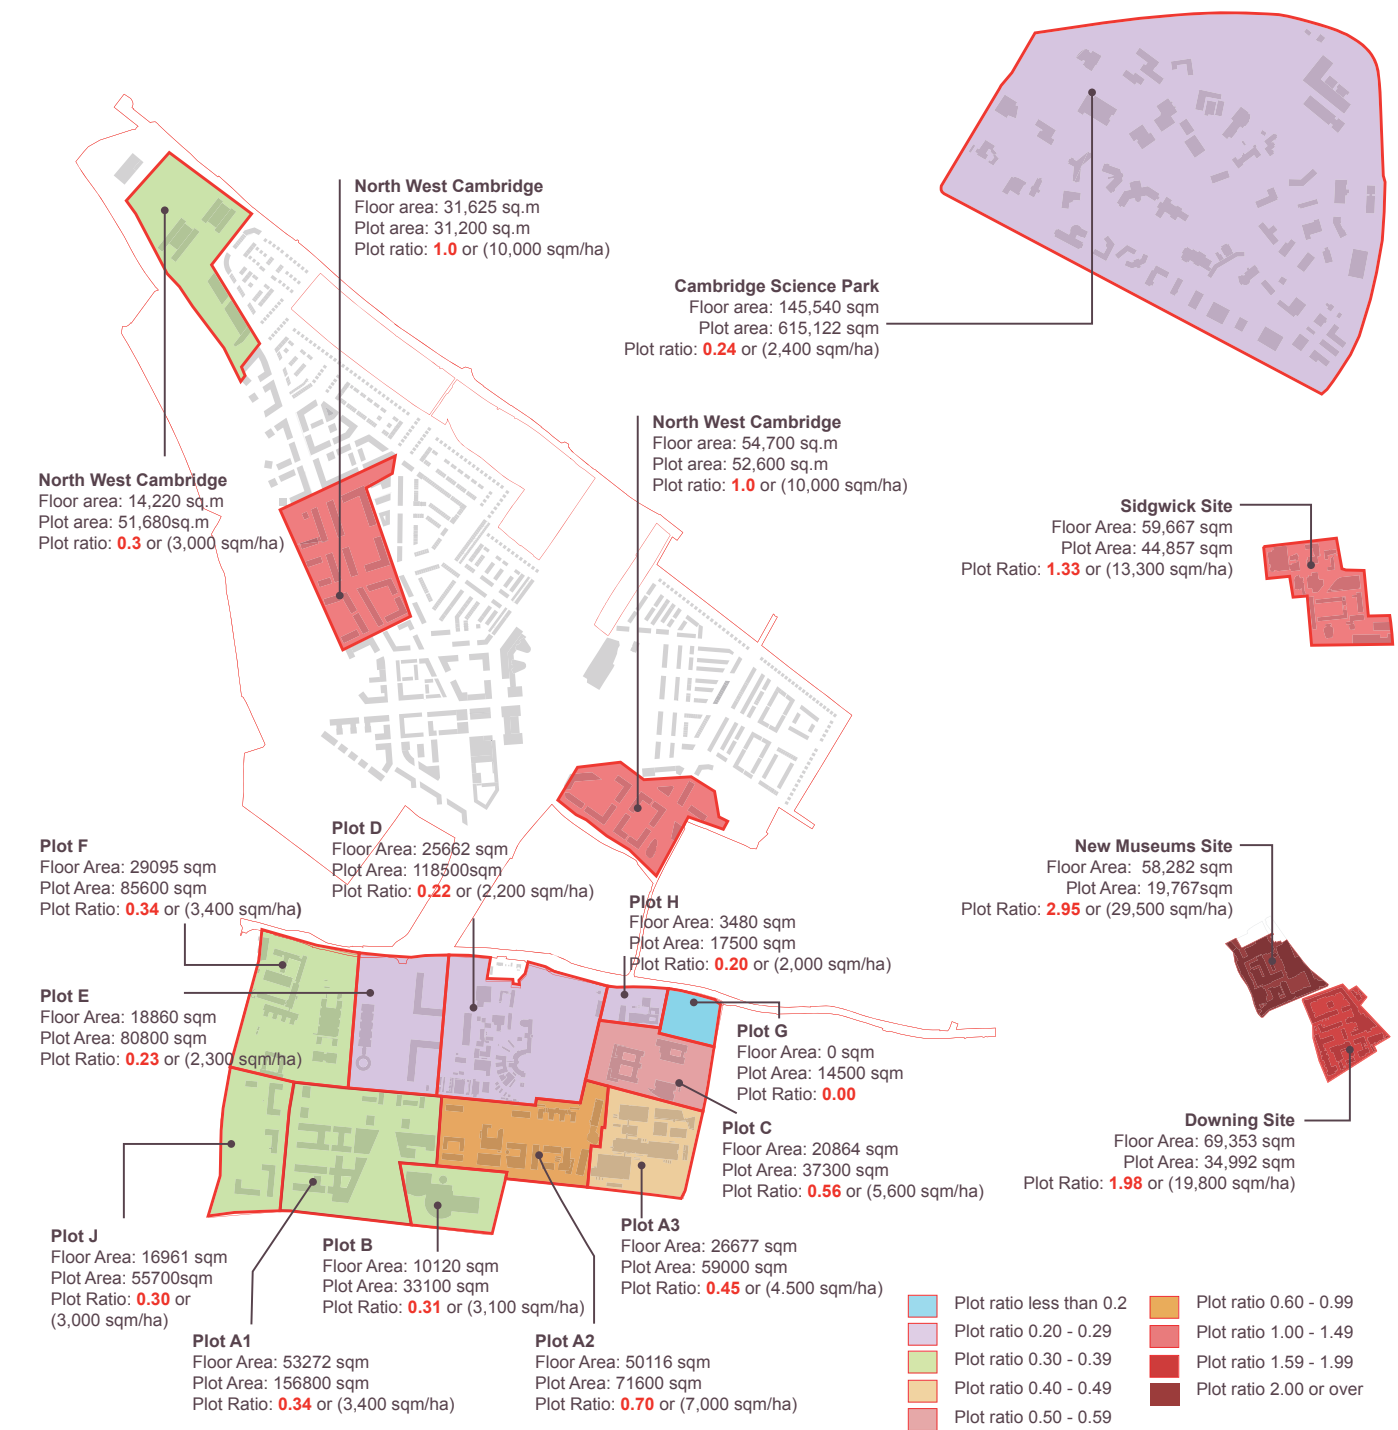 North West Cambridge
Floor area: 31,625 sq.m
Plot area: 31,200 sq.m
Plot ratio: 1.0 or (10,000 sqm/ha)
Cambridge Science Park
Floor area: 145,540 sqm
Plot area: 615,122 sqm
Plot ratio: 0.24 or (2,400 sqm/ha)
North West Cambridge
Floor area: 54,700 sq.m
Plot area: 52,600 sq.m
Plot ratio: 1.0 or (10,000 sqm/ha)
North West Cambridge
Floor area: 14,220 sq.m
Plot area: 51,680sq.m
Plot ratio: 0.3 or (3,000 sqm/ha)
Sidgwick Site
Floor Area: 59,667 sqm
Plot Area: 44,857 sqm
Plot Ratio: 1.33 or (13,300 sqm/ha)
Plot D
Floor Area: 25662 sqm
Plot Area: 118500sqm
Plot Ratio: 0.22 or (2,200 sqm/ha)
Plot F
Floor Area: 29095 sqm
Plot Area: 85600 sqm
Plot Ratio: 0.34 or (3,400 sqm/ha)
New Museums Site
Floor Area: 58,282 sqm
Plot Area: 19,767sqm
Plot Ratio: 2.95 or (29,500 sqm/ha)
Plot H
Floor Area: 3480 sqm
Plot Area: 17500 sqm
Plot Ratio: 0.20 or (2,000 sqm/ha)
Plot E
Floor Area: 18860 sqm
Plot Area: 80800 sqm
Plot Ratio: 0.23 or (2,300 sqm/ha)
Plot G
Floor Area: 0 sqm
Plot Area: 14500 sqm
Plot Ratio: 0.00
Plot C
Floor Area: 20864 sqm
Plot Area: 37300 sqm
Plot Ratio: 0.56 or (5,600 sqm/ha)
Downing Site
Floor Area: 69,353 sqm
Plot Area: 34,992 sqm
Plot Ratio: 1.98 or (19,800 sqm/ha)
Plot J
Floor Area: 16961 sqm
Plot Area: 55700sqm
Plot Ratio: 0.30 or
(3,000 sqm/ha)
Plot B
Floor Area: 10120 sqm
Plot Area: 33100 sqm
Plot Ratio: 0.31 or (3,100 sqm/ha)
Plot A3
Floor Area: 26677 sqm
Plot Area: 59000 sqm
Plot Ratio: 0.45 or (4.500 sqm/ha)
Plot A1
Floor Area: 53272 sqm
Plot Area: 156800 sqm
Plot Ratio: 0.34 or (3,400 sqm/ha)
Plot A2
Floor Area: 50116 sqm
Plot Area: 71600 sqm
Plot Ratio: 0.70 or (7,000 sqm/ha)
Plot ratio less than 0.2
Plot ratio 0.20 - 0.29
Plot ratio 0.30 - 0.39
Plot ratio 0.40 - 0.49
Plot ratio 0.50 - 0.59
Plot ratio 0.60 - 0.99
Plot ratio 1.00 - 1.49
Plot ratio 1.59 - 1.99
Plot ratio 2.00 or over